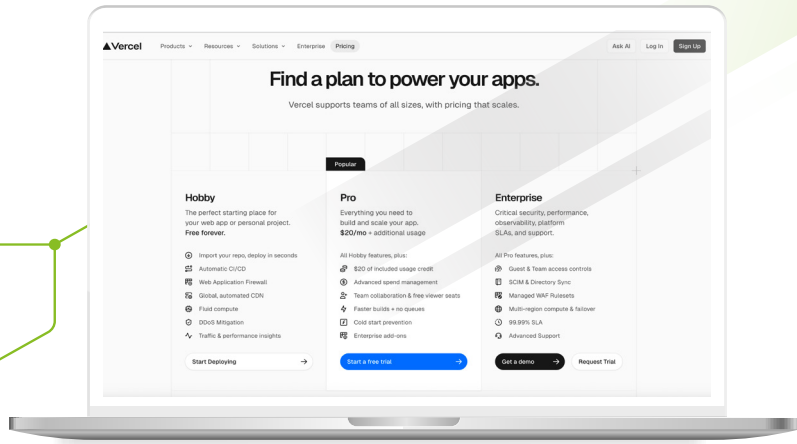 Vercel
Products Resources Solutions Enterprise Pricing
Ask AI Log In Sign Up
Find a plan to power your apps.
Vercel supports teams of all sizes, with pricing that scales.
Popular
Hobby
The perfect starting place for
your web app or personal project.
Free forever.
Import your repo, deploy in seconds
Automatic CI/CD
Web Application Firewall
Global, automated CDN
Fluid compute
DDoS Mitigation
Traffic & performance insights
Start Deploying →
Pro
Everything you need to
build and scale your app.
$20/mo + additional usage
All Hobby features, plus:
$20 of included usage credit
Advanced spend management
Team collaboration & free viewer seats
Faster builds + no queues
Cold start prevention
Enterprise add-ons
Start a free trial →
Enterprise
Critical security, performance,
observability, platform
SLAs, and support.
All Pro features, plus:
Guest & Team access controls
SCIM & Directory Sync
Managed WAF Rulesets
Multi-region compute & failover
99.99% SLA
Advanced Support
Get a demo → Request Trial